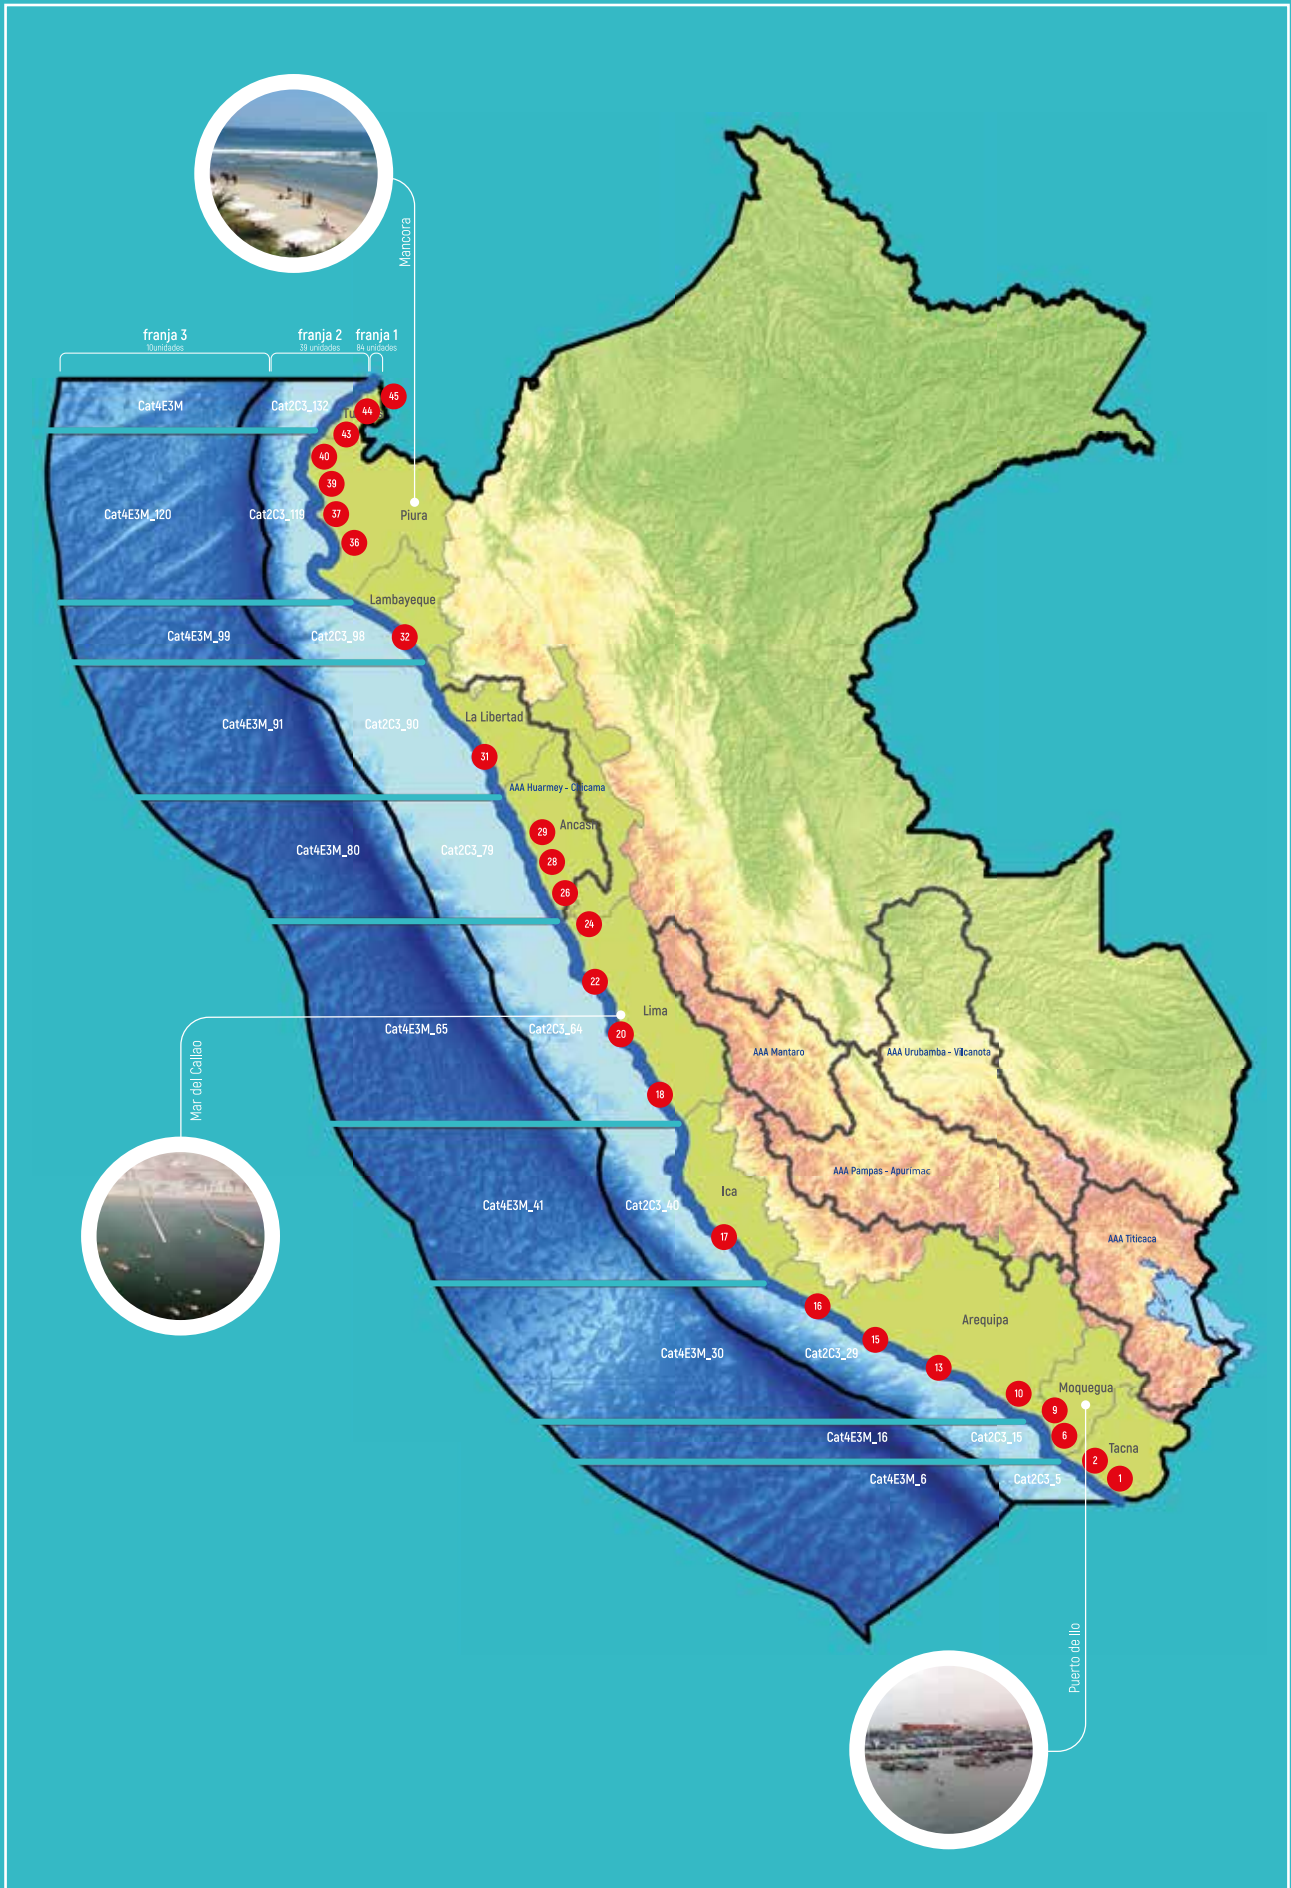 Mancora
franja 3
10unidades
franja 2
39 unidades
franja 1
84 unidades
Cat4E3M
Cat2C3_132
45
44
43
40
39
Cat4E3M_120
Cat2C3_119
37
Piura
36
Lambayeque
Cat4E3M_99
Cat2C3_98
32
Cat4E3M_91
Cat2C3_90
La Libertad
31
AAA Huarmey - Chicama
29
Ancash
Cat4E3M_80
Cat2C3_79
28
26
24
22
Lima
Cat4E3M_65
Cat2C3_64
20
AAA Mantaro
AAA Urubamba - Vilcanota
Mar del Callao
18
AAA Pampas - Apurimac
Cat4E3M_41
Cat2C3_40
Ica
17
AAA Titicaca
16
Arequipa
15
Cat4E3M_30
Cat2C3_29
13
10
Moquegua
9
Cat4E3M_16
Cat2C3_15
6
Tacna
2
Cat4E3M_6
Cat2C3_5
1
Puerto de Ilo